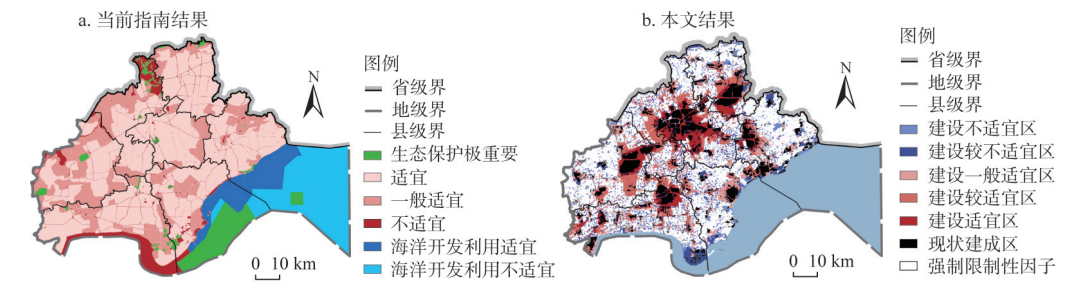 a. 当前指南结果
图例
省级界
地级界
县级界
生态保护极重要
适宜
一般适宜
不适宜
海洋开发利用适宜
海洋开发利用不适宜
N
0 10 km
b. 本文结果
图例
省级界
地级界
县级界
建设不适宜区
建设较不适宜区
建设一般适宜区
建设较适宜区
建设适宜区
现状建成区
强制限制性因子
N
0 10 km